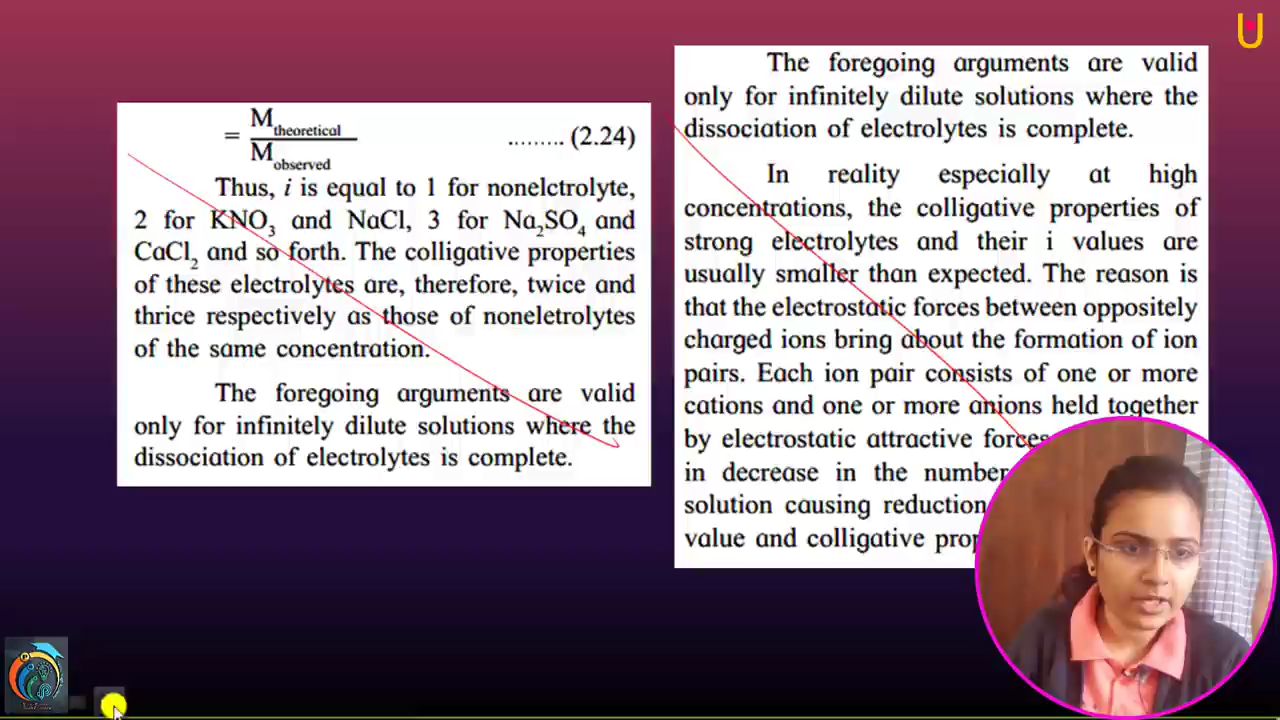 = M theoretical / M observed ......... (2.24)
Thus, i is equal to 1 for nonelctrolyte,
2 for KNO₃ and NaCl, 3 for Na₂SO₄ and
CaCl₂ and so forth. The colligative properties
of these electrolytes are, therefore, twice and
thrice respectively as those of noneletrolytes
of the same concentration.
The foregoing arguments are valid
only for infinitely dilute solutions where the
dissociation of electrolytes is complete.
The foregoing arguments are valid
only for infinitely dilute solutions where the
dissociation of electrolytes is complete.
In reality especially at high
concentrations, the colligative properties of
strong electrolytes and their i values are
usually smaller than expected. The reason is
that the electrostatic forces between oppositely
charged ions bring about the formation of ion
pairs. Each ion pair consists of one or more
cations and one or more anions held together
by electrostatic attractive forces
in decrease in the number
solution causing reduction
value and colligative
U